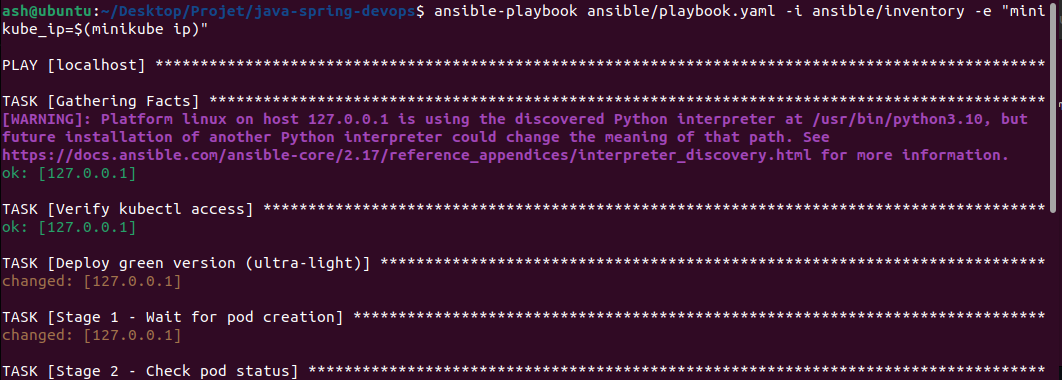 ash@ubuntu:~/Desktop/Projet/java-spring-devops$ ansible-playbook ansible/playbook.yaml -i ansible/inventory -e "mini
kube_ip=$(minikube ip)"
PLAY [localhost] ***************************************************************************************************
TASK [Gathering Facts] *********************************************************************************************
[WARNING]: Platform linux on host 127.0.0.1 is using the discovered Python interpreter at /usr/bin/python3.10, but
future installation of another Python interpreter could change the meaning of that path. See
https://docs.ansible.com/ansible-core/2.17/reference_appendices/interpreter_discovery.html for more information.
ok: [127.0.0.1]
TASK [Verify kubectl access] ***************************************************************************************
ok: [127.0.0.1]
TASK [Deploy green version (ultra-light)] **************************************************************************
changed: [127.0.0.1]
TASK [Stage 1 - Wait for pod creation] *****************************************************************************
changed: [127.0.0.1]
TASK [Stage 2 - Check pod status] **********************************************************************************